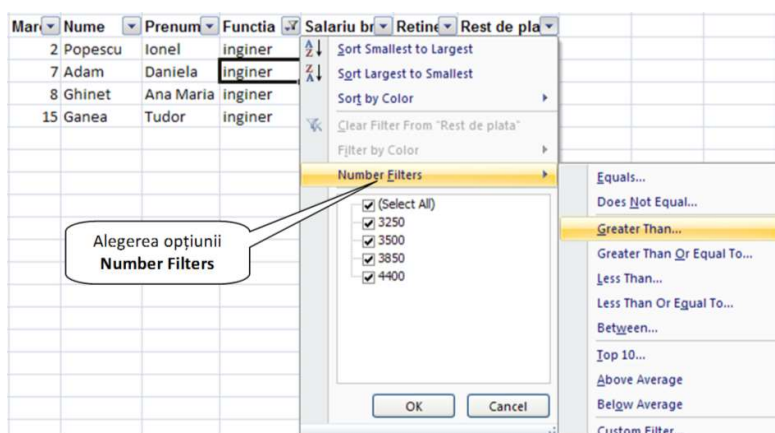 Mar Nume Prenum Functia Salariu br Retine Rest de pla
2 Popescu Ionel inginer
7 Adam Daniela inginer
8 Ghinet Ana Maria inginer
15 Ganea Tudor inginer
Sort Smallest to Largest
Sort Largest to Smallest
Sort by Color
Clear Filter From "Rest de plata"
Filter by Color
Number Filters
(Select All)
3250
3500
3850
4400
OK Cancel
Alegerea opțiunii
Number Filters
Equals...
Does Not Equal...
Greater Than...
Greater Than Or Equal To...
Less Than...
Less Than Or Equal To...
Between...
Top 10...
Above Average
Below Average
Custom Filter...